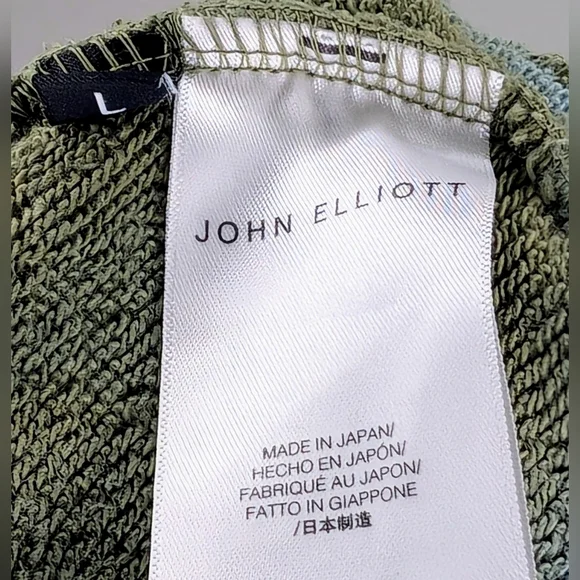 L
JOHN ELLIOTT
MADE IN JAPAN/
HECHO EN JAPÓN/
FABRIQUÉ AU JAPON/
FATTO IN GIAPPONE
/日本制造